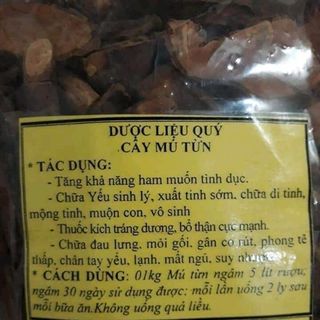 DƯỢC LIỆU QUÝ
CÂY MÚ TỪN
* TÁC DỤNG:
- Tăng khả năng ham muốn tình dục.
- Chữa Yếu sinh lý, xuất tinh sớm. chữa di tinh,
mộng tinh, muộn con, vô sinh
- Thuốc kích tráng dương, bổ thận cực mạnh.
- Chữa đau lưng, mỏi gối, gân cố rút, phong tê
thấp, chân tay yếu, lạnh, mất ngủ, suy nhược.
* CÁCH DÙNG: 01kg Mú từn ngâm 5 lít rượu,
ngâm 30 ngày sử dụng được; mỗi lần uống 2 ly sau
mỗi bữa ăn.Không uống quá liều.